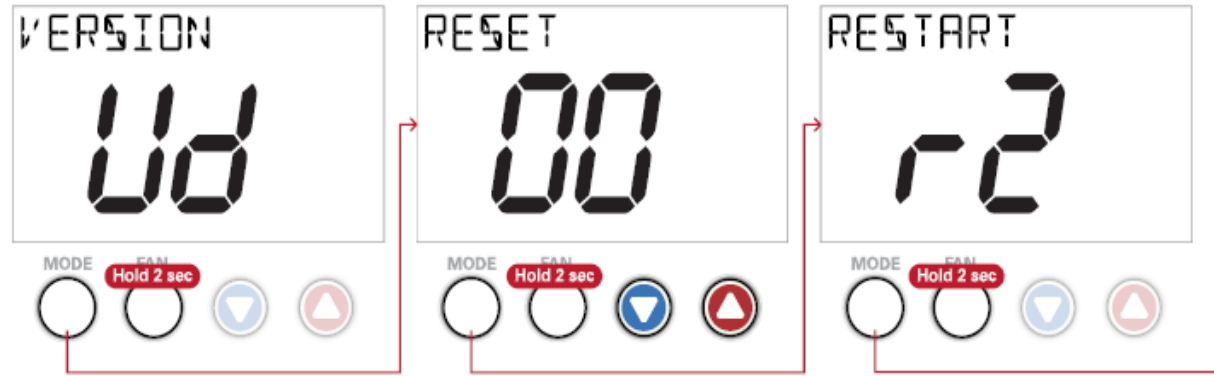 VERSION
Ud
MODE FAN
Hold 2 sec
RESET
00
MODE FAN
Hold 2 sec
RESTART
r2
MODE FAN
Hold 2 sec